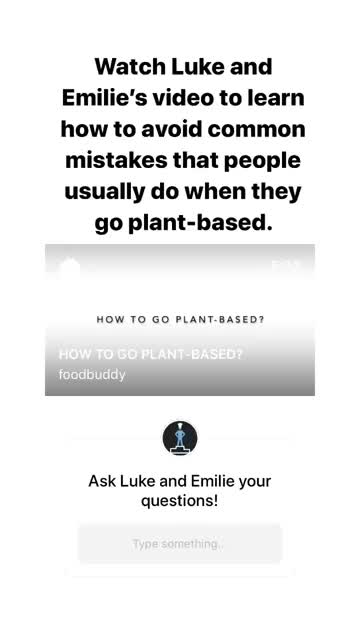 Watch Luke and
Emilie’s video to learn
how to avoid common
mistakes that people
usually do when they
go plant-based.
HOW TO GO PLANT-BASED?
HOW TO GO PLANT-BASED?
foodbuddy
Ask Luke and Emilie your
questions!
Type something...